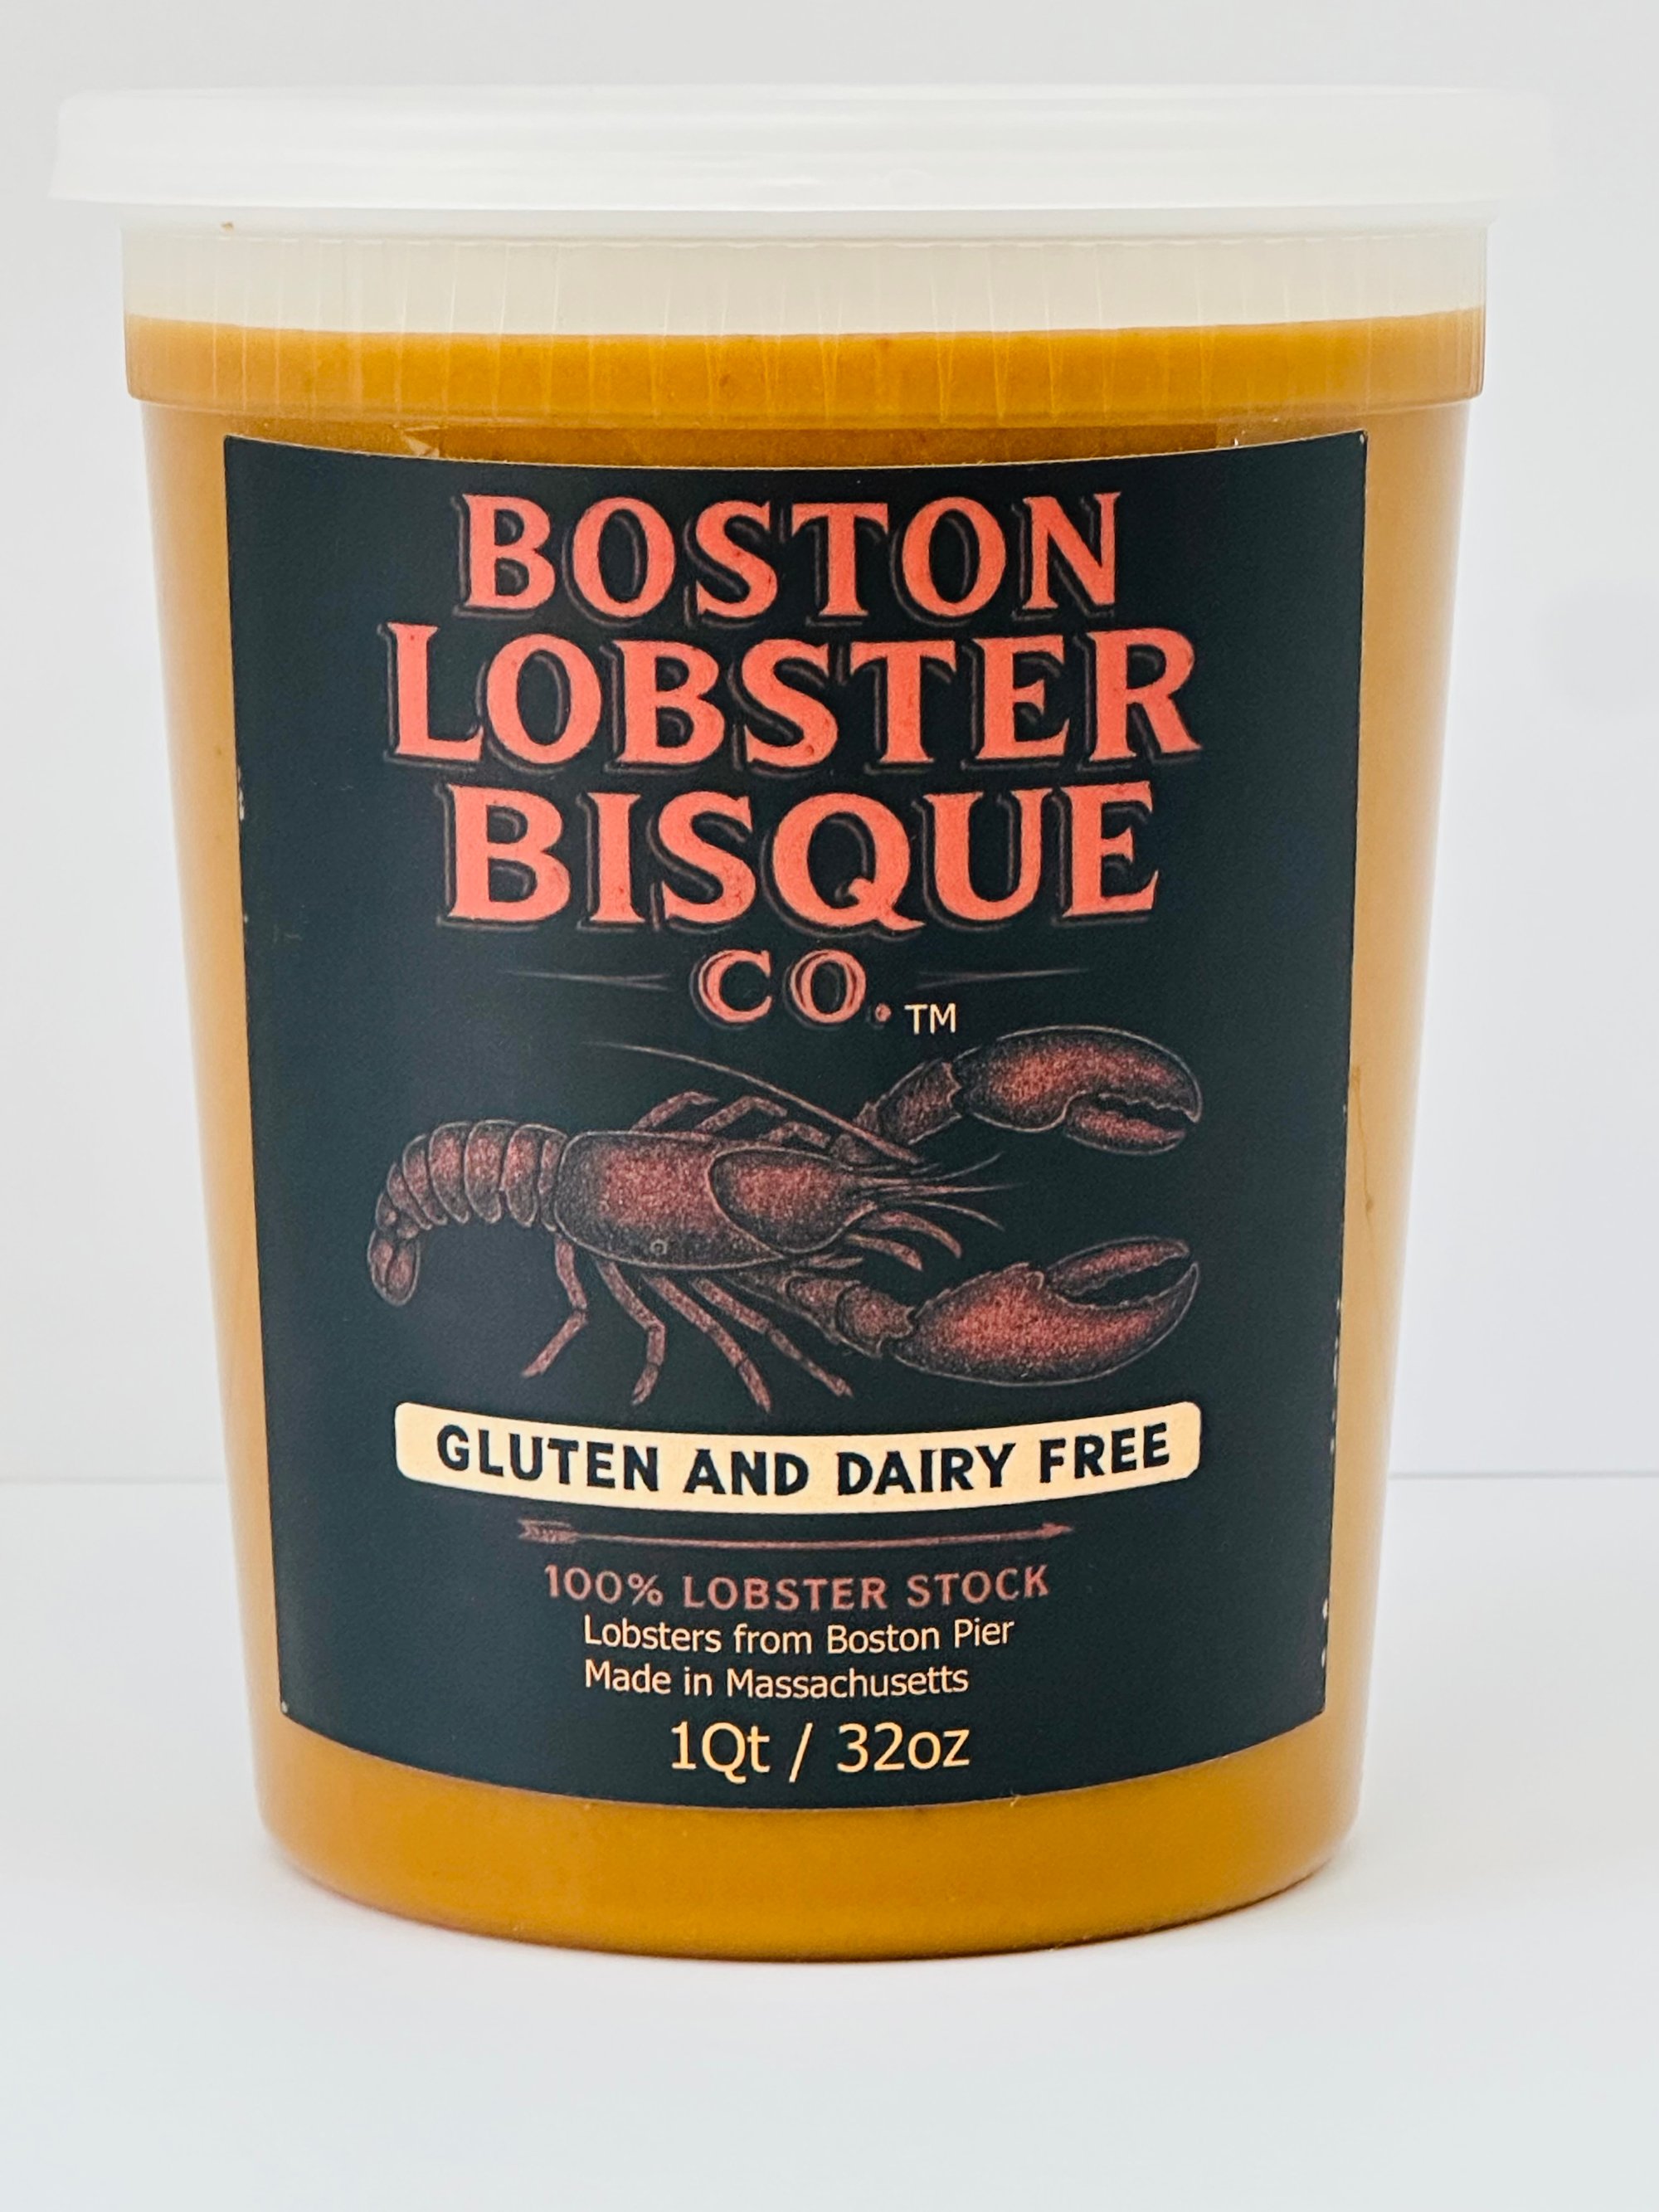 BOSTON
LOBSTER
BISQUE
CO.™
GLUTEN AND DAIRY FREE
100% LOBSTER STOCK
Lobsters from Boston Pier
Made in Massachusetts
1Qt / 32oz